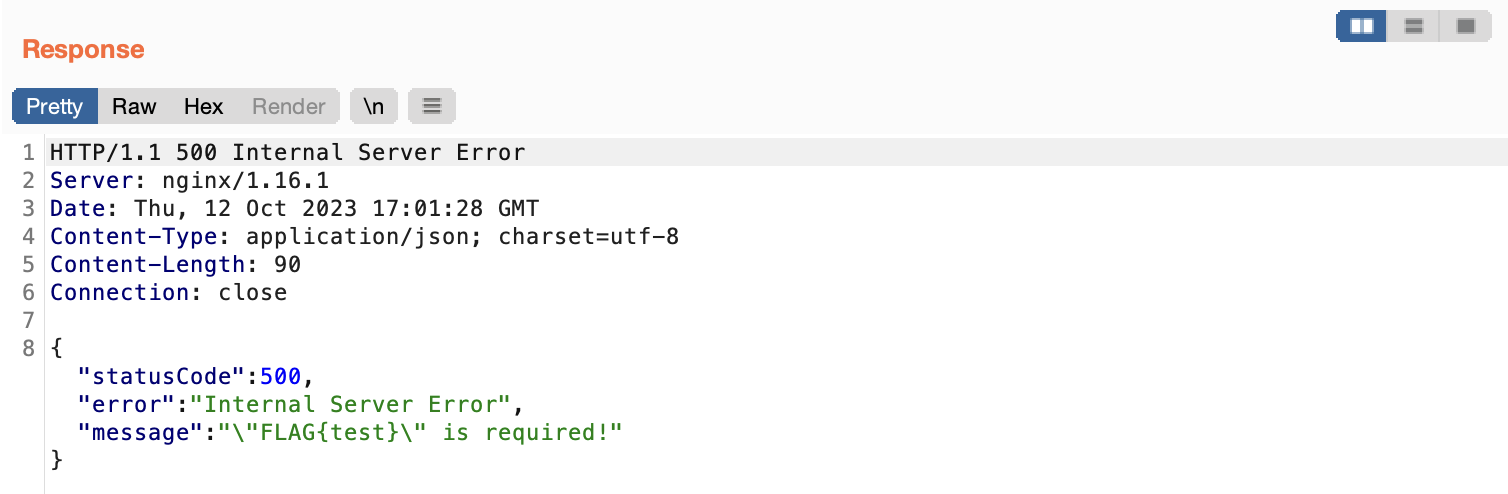 Response
Pretty Raw Hex Render \n
1 HTTP/1.1 500 Internal Server Error
2 Server: nginx/1.16.1
3 Date: Thu, 12 Oct 2023 17:01:28 GMT
4 Content-Type: application/json; charset=utf-8
5 Content-Length: 90
6 Connection: close
7
8 {
"statusCode":500,
"error":"Internal Server Error",
"message":"\"FLAG{test}\" is required!"
}